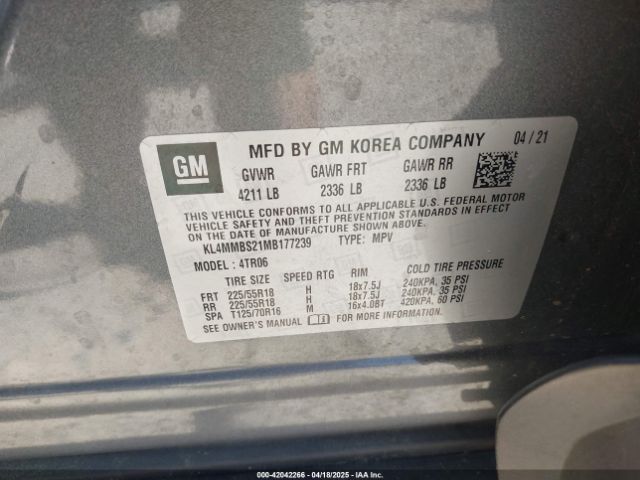 GM
MFD BY GM KOREA COMPANY 04 / 21
GVWR GAWR FRT GAWR RR
4211 LB 2336 LB 2336 LB
THIS VEHICLE CONFORMS TO ALL APPLICABLE U.S. FEDERAL MOTOR
VEHICLE SAFETY AND THEFT PREVENTION STANDARDS IN EFFECT
ON THE DATE OF MANUFACTURE SHOWN ABOVE.
KL4MMBS21MB177239 TYPE: MPV
MODEL : 4TR06
TIRE SIZE SPEED RTG RIM COLD TIRE PRESSURE
FRT 225/55R18 H 18x7.5J 240KPA, 35 PSI
RR 225/55R18 H 18x7.5J 240KPA, 35 PSI
SPA T125/70R16 M 16x4.0BT 420KPA, 60 PSI
SEE OWNER'S MANUAL FOR MORE INFORMATION.
000-42042266 - 04/18/2025 - IAA Inc.